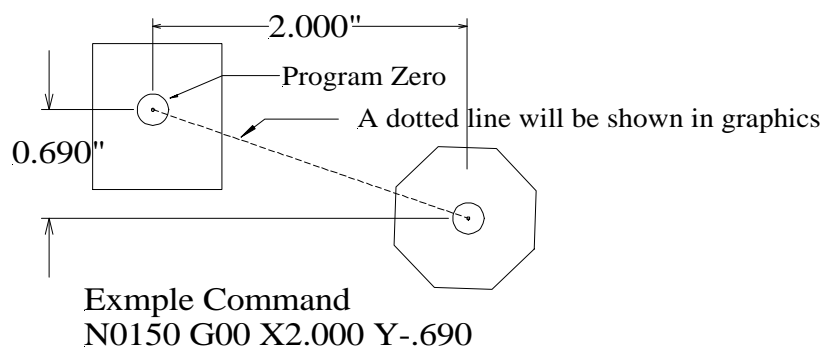 2.000"
Program Zero
A dotted line will be shown in graphics
0.690"
Exmple Command
N0150 G00 X2.000 Y-.690